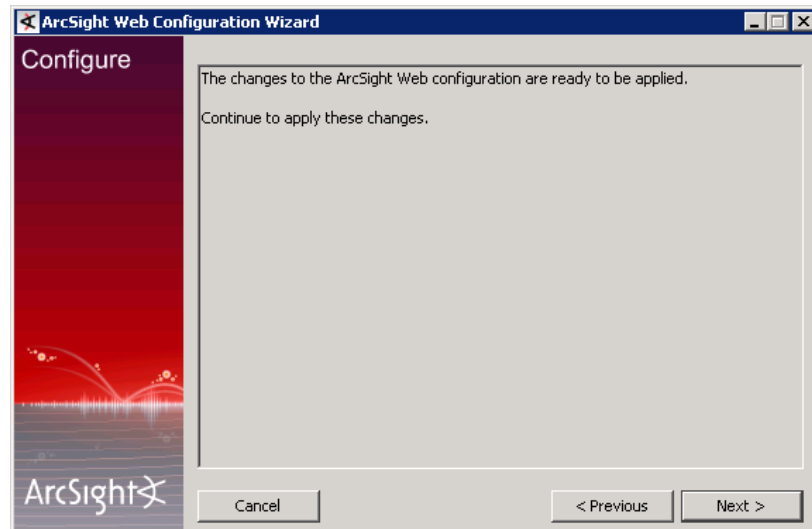 ArcSight Web Configuration Wizard
Configure
The changes to the ArcSight Web configuration are ready to be applied.
Continue to apply these changes.
ArcSight
Cancel
< Previous
Next >